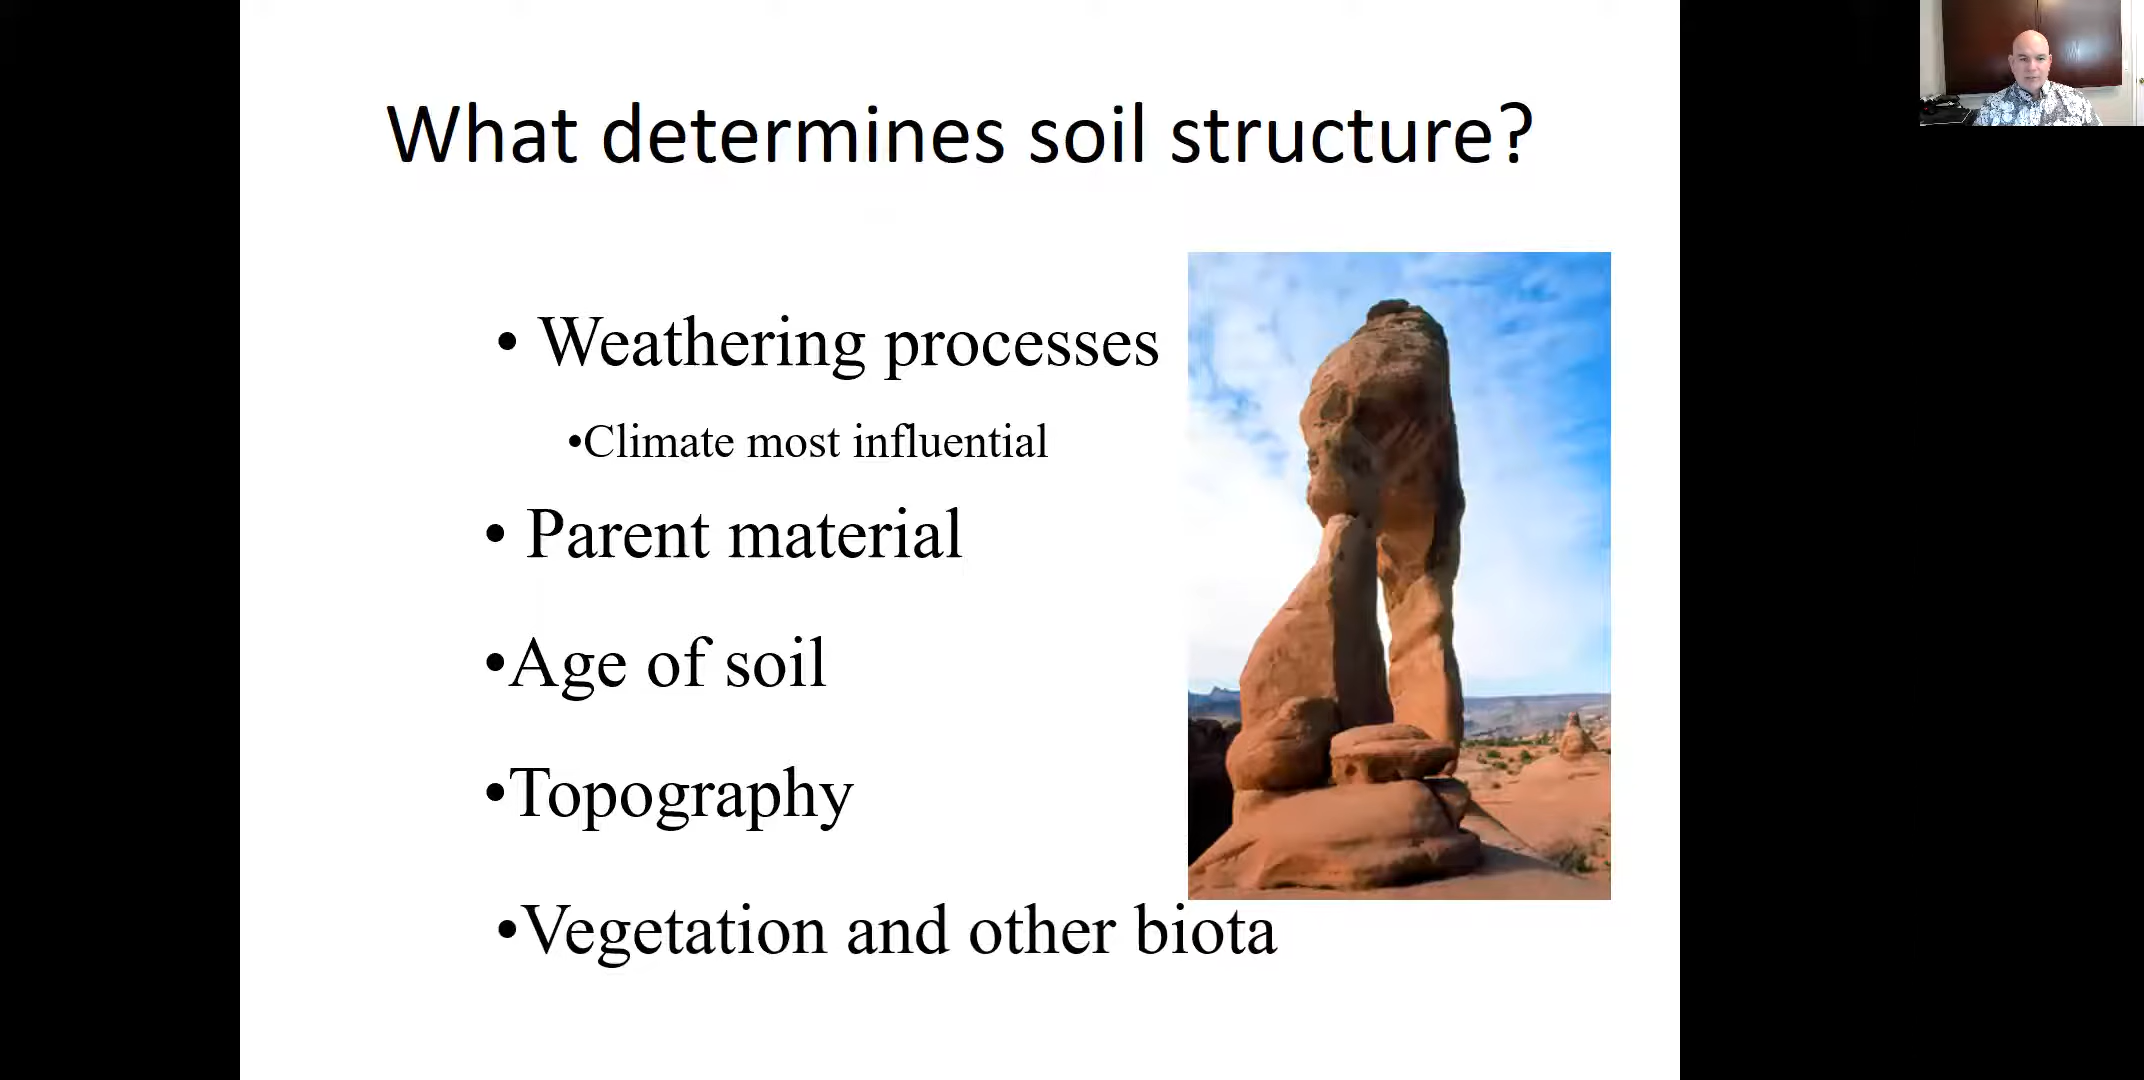 What determines soil structure?
• Weathering processes
•Climate most influential
• Parent material
•Age of soil
•Topography
•Vegetation and other biota